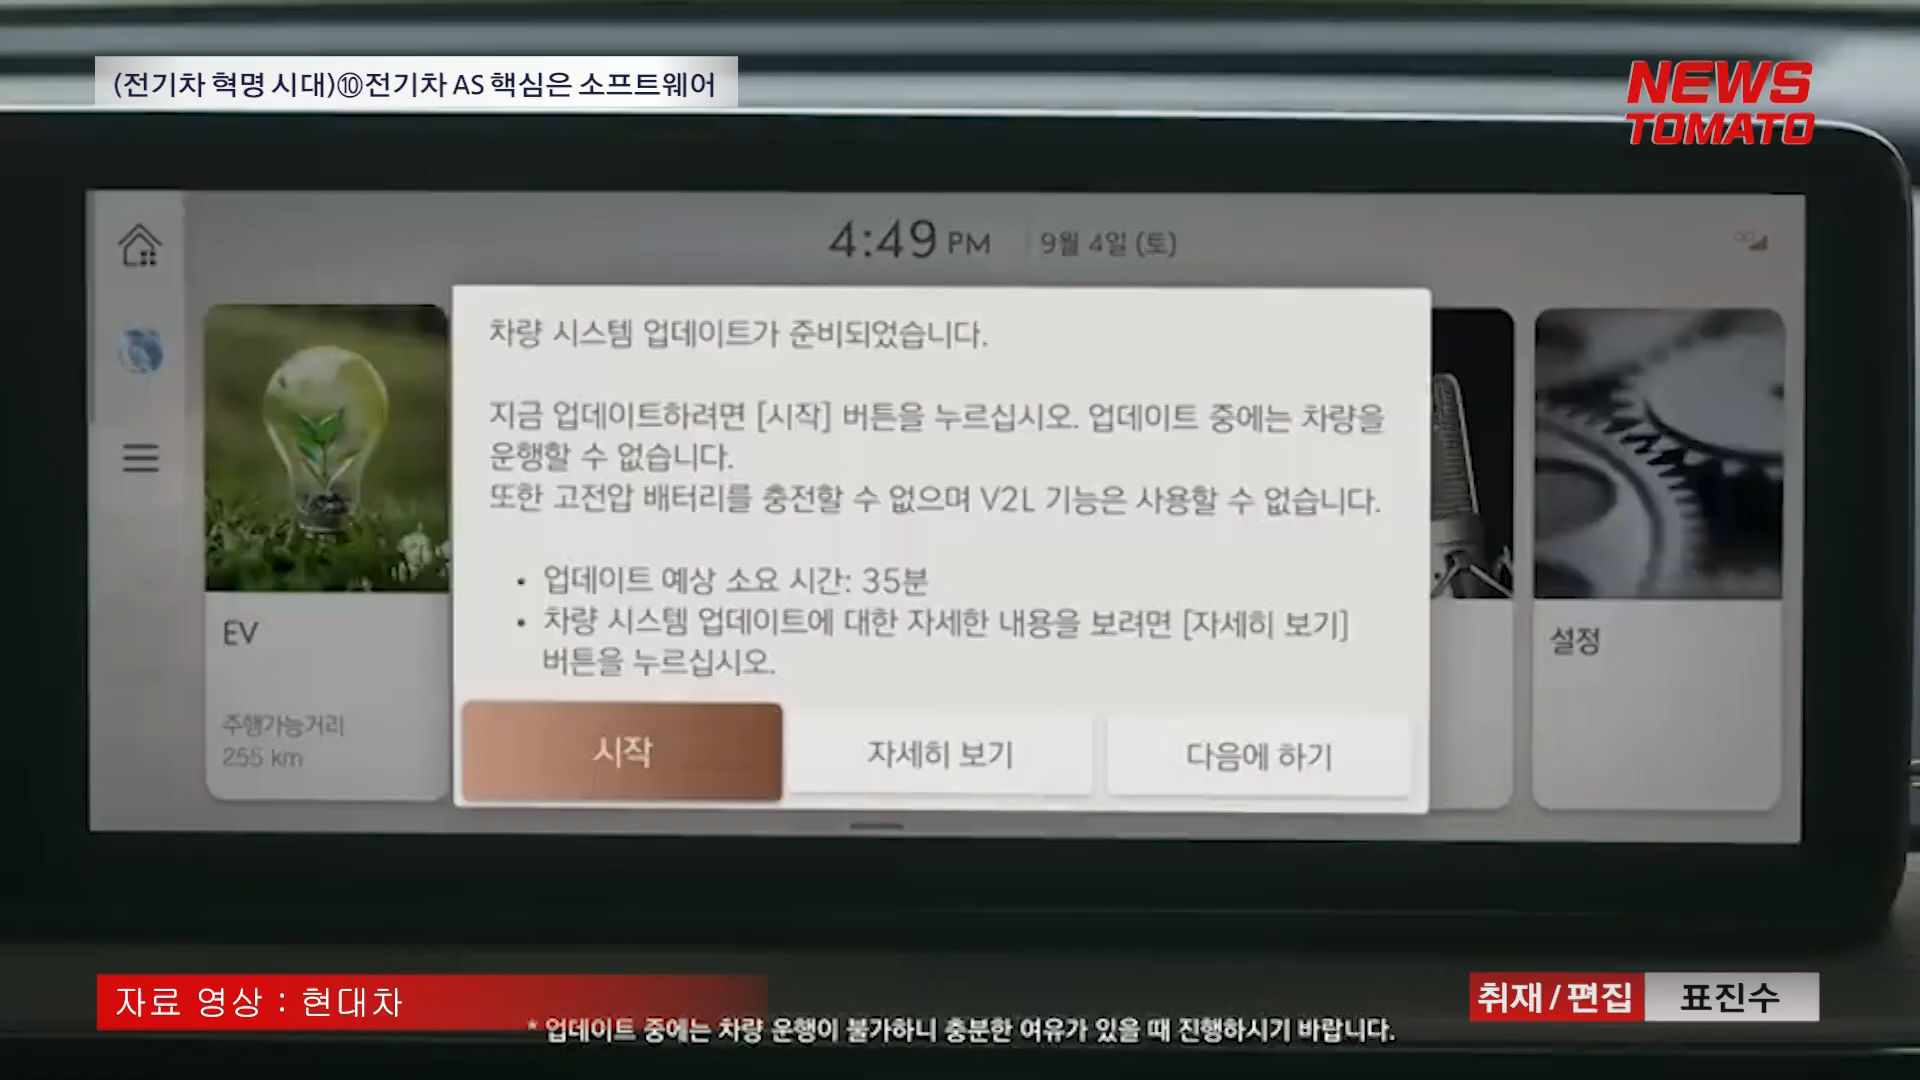 (전기차 혁명 시대)⑩전기차 AS 핵심은 소프트웨어
NEWS
TOMATO
4:49 PM
9월 4일 (토)
차량 시스템 업데이트가 준비되었습니다.
지금 업데이트하려면 [시작] 버튼을 누르십시오. 업데이트 중에는 차량을
운행할 수 없습니다.
또한 고전압 배터리를 충전할 수 없으며 V2L 기능은 사용할 수 없습니다.
• 업데이트 예상 소요 시간: 35분
• 차량 시스템 업데이트에 대한 자세한 내용을 보려면 [자세히 보기]
버튼을 누르십시오.
시작
자세히 보기
다음에 하기
EV
주행가능거리
255 km
설정
자료 영상 : 현대차
취재/편집
표진수
* 업데이트 중에는 차량 운행이 불가하니 충분한 여유가 있을 때 진행하시기 바랍니다.